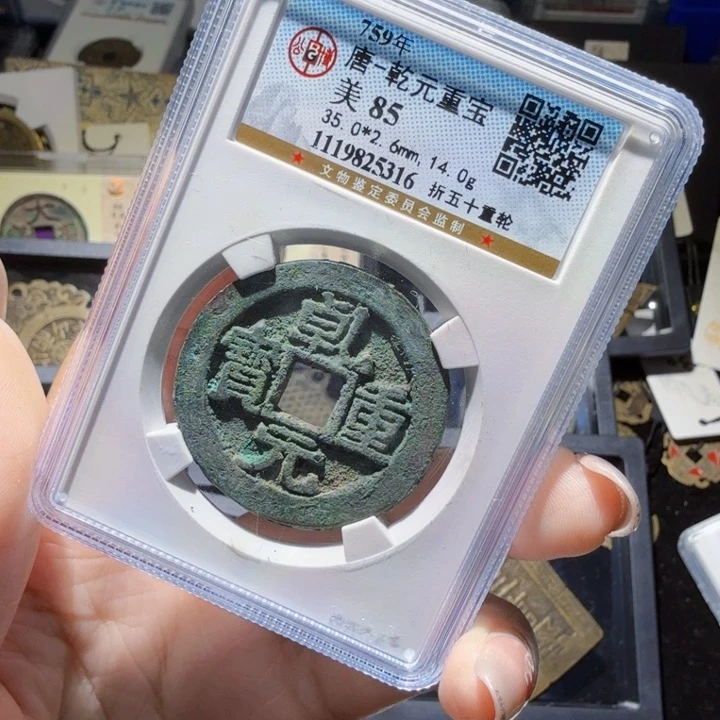 759年
唐-乾元重宝
美 85
35.0*2.6mm, 14.0g
1119825316 折五十重轮
文物鉴定委员会监制
乾
寶 重
元
大